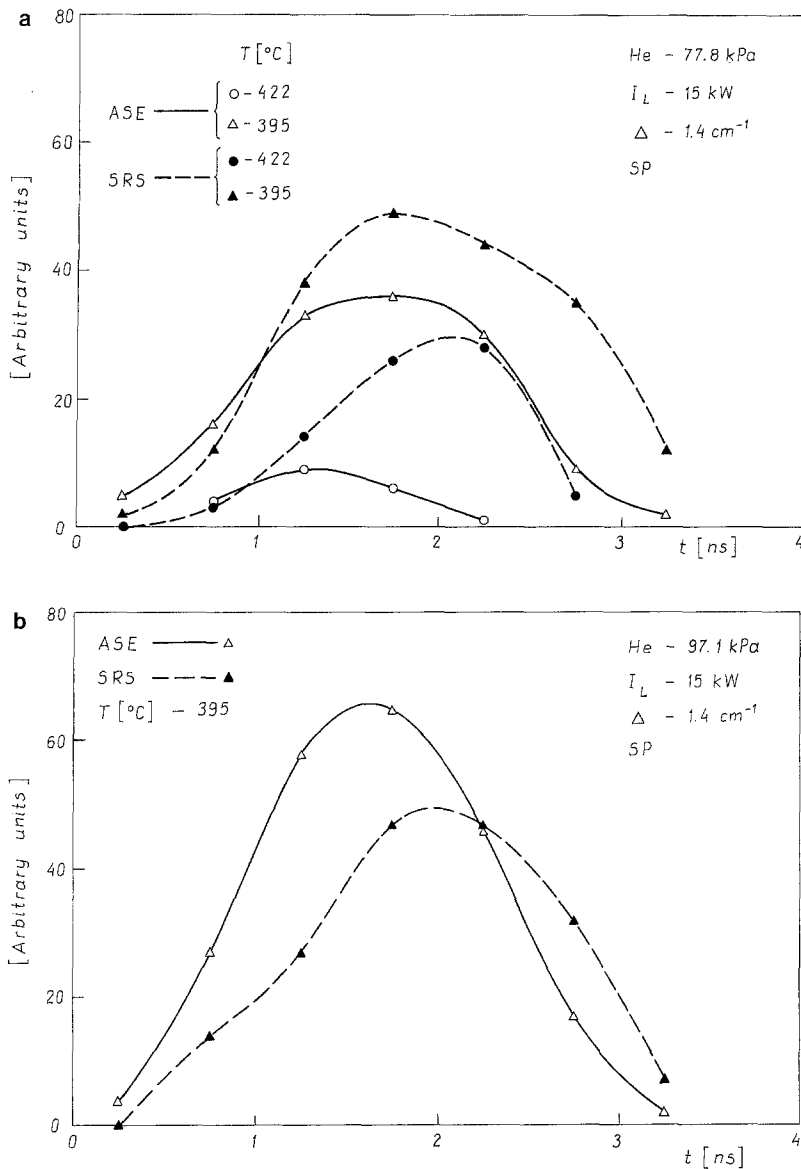 a
T [°C]
ASE
○ - 422
△ - 395
SRS
● - 422
▲ - 395
He - 77.8 kPa
I_L - 15 kW
△ - 1.4 cm⁻¹
SP
[Arbitrary units]
80
60
40
20
0
0 1 2 3 4
t [ns]
b
ASE
SRS
T [°C] - 395
He - 97.1 kPa
I_L - 15 kW
△ - 1.4 cm⁻¹
SP
[Arbitrary units]
80
60
40
20
0
0 1 2 3 4
t [ns]